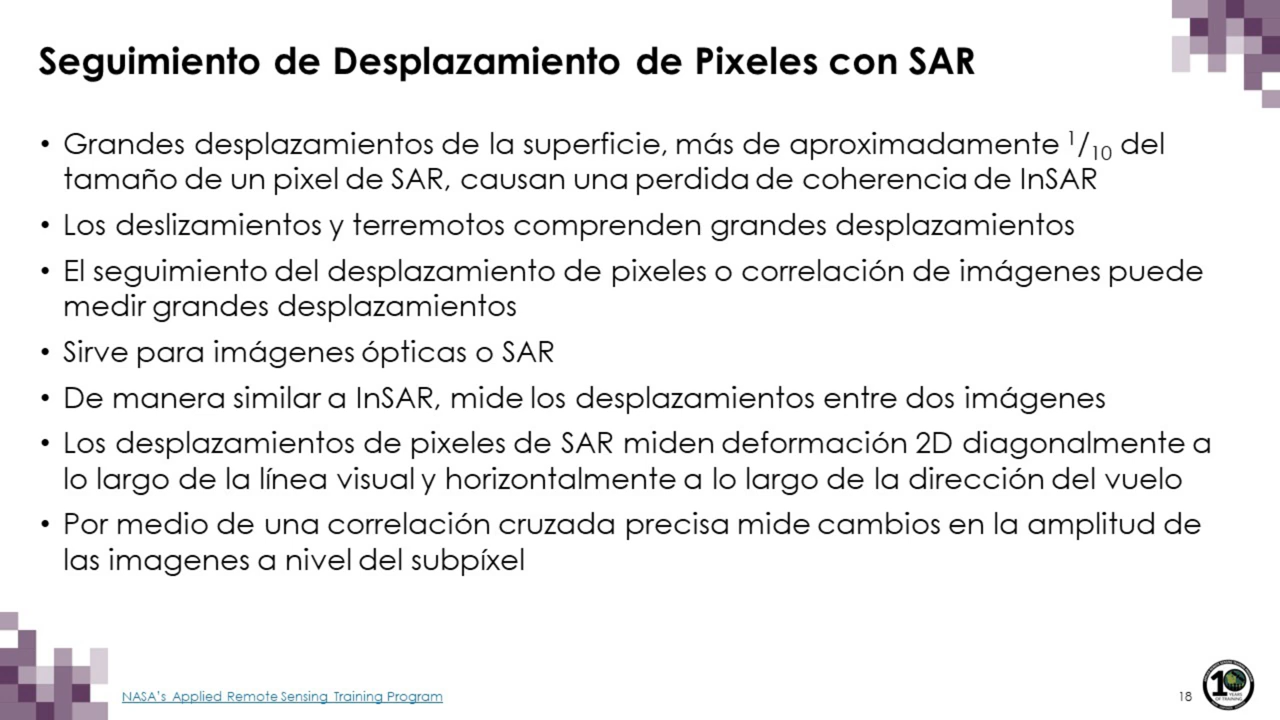 Seguimiento de Desplazamiento de Pixeles con SAR
• Grandes desplazamientos de la superficie, más de aproximadamente 1/10 del
tamaño de un pixel de SAR, causan una perdida de coherencia de InSAR
• Los deslizamientos y terremotos comprenden grandes desplazamientos
• El seguimiento del desplazamiento de pixeles o correlación de imágenes puede
medir grandes desplazamientos
• Sirve para imágenes ópticas o SAR
• De manera similar a InSAR, mide los desplazamientos entre dos imágenes
• Los desplazamientos de pixeles de SAR miden deformación 2D diagonalmente a
lo largo de la línea visual y horizontalmente a lo largo de la dirección del vuelo
• Por medio de una correlación cruzada precisa mide cambios en la amplitud de
las imagenes a nivel del subpíxel
NASA's Applied Remote Sensing Training Program
18
10
YEARS
OF TRAINING